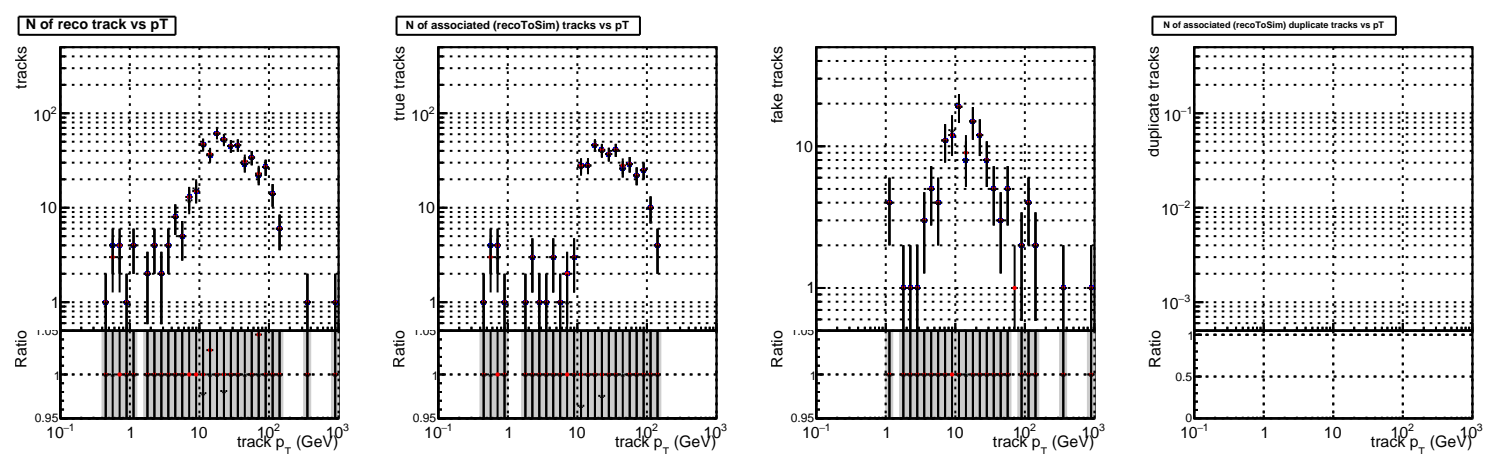 N of reco track vs pT
tracks
10²
10
1
Ratio
1.05
1
0.95
10⁻¹ 1 10 10² 10³
track p_T (GeV)
N of associated (recoToSim) tracks vs pT
true tracks
10²
10
1
Ratio
1.05
1
0.95
10⁻¹ 1 10 10² 10³
track p_T (GeV)
fake tracks
10
1
Ratio
1.05
1
0.95
10⁻¹ 1 10 10² 10³
track p_T (GeV)
N of associated (recoToSim) duplicate tracks vs pT
duplicate tracks
10⁻¹
10⁻²
10⁻³
Ratio
1
0.5
0
10⁻¹ 1 10 10² 10³
track p_T (GeV)